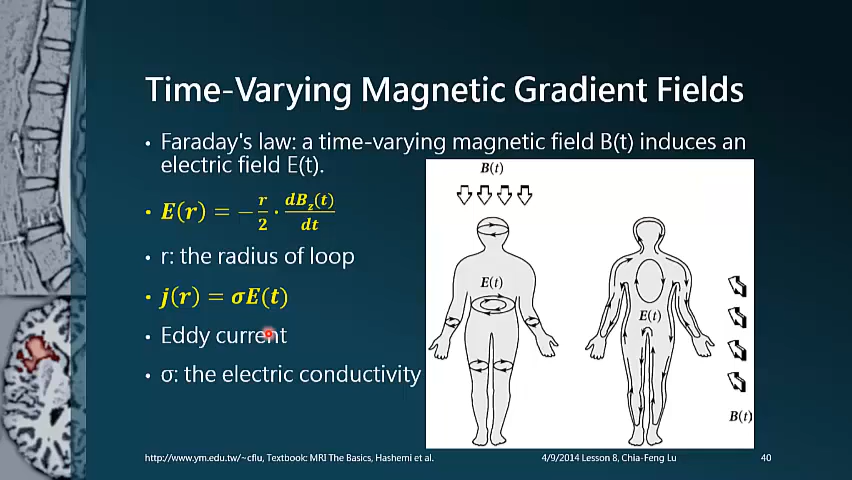 Time-Varying Magnetic Gradient Fields
• Faraday's law: a time-varying magnetic field B(t) induces an
electric field E(t).
• E(r) = −r/2 · dB_z(t)/dt
• r: the radius of loop
• j(r) = σE(t)
• Eddy current
• σ: the electric conductivity
B(t)
E(t)
E(t)
B(t)
http://www.ym.edu.tw/~cflu, Textbook: MRI The Basics, Hashemi et al.
4/9/2014 Lesson 8, Chia-Feng Lu
40